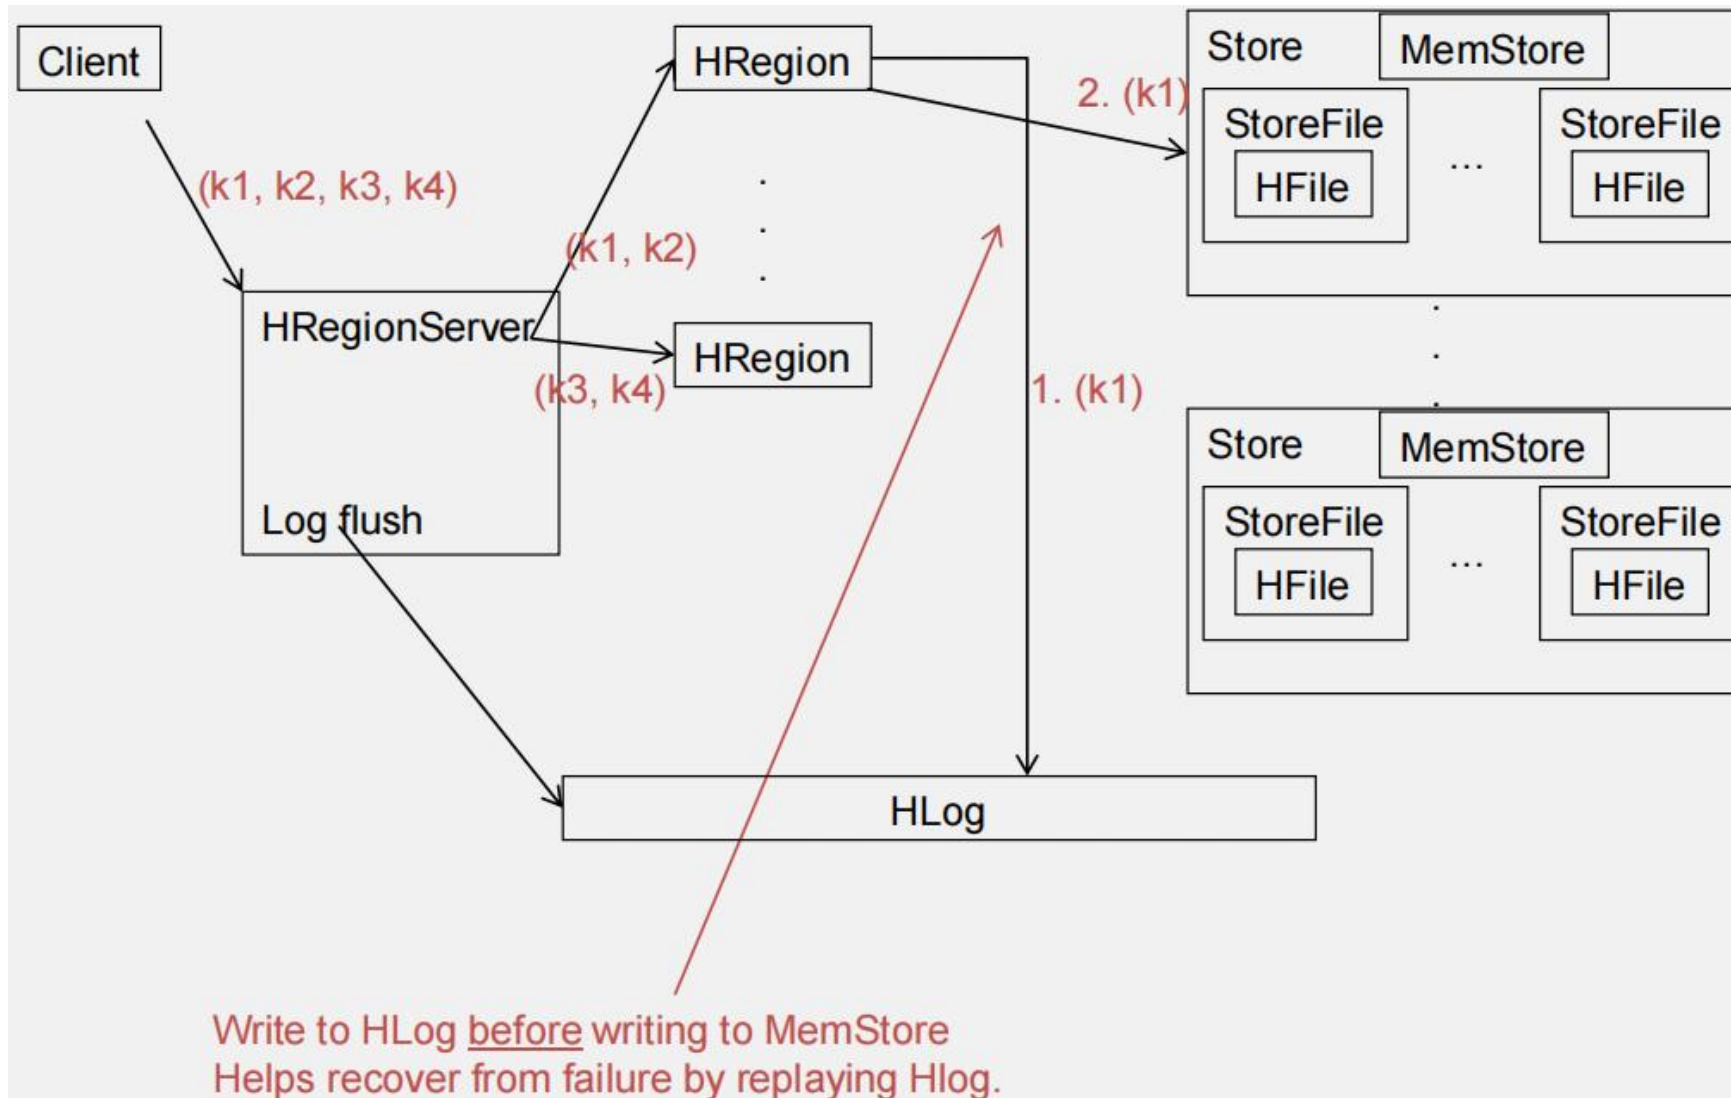 Client
HRegion
Store
MemStore
2. (k1)
StoreFile
HFile
...
StoreFile
HFile
(k1, k2, k3, k4)
(k1, k2)
HRegionServer
HRegion
(k3, k4)
1. (k1)
Store
MemStore
StoreFile
HFile
...
StoreFile
HFile
Log flush
HLog
Write to HLog before writing to MemStore
Helps recover from failure by replaying Hlog.